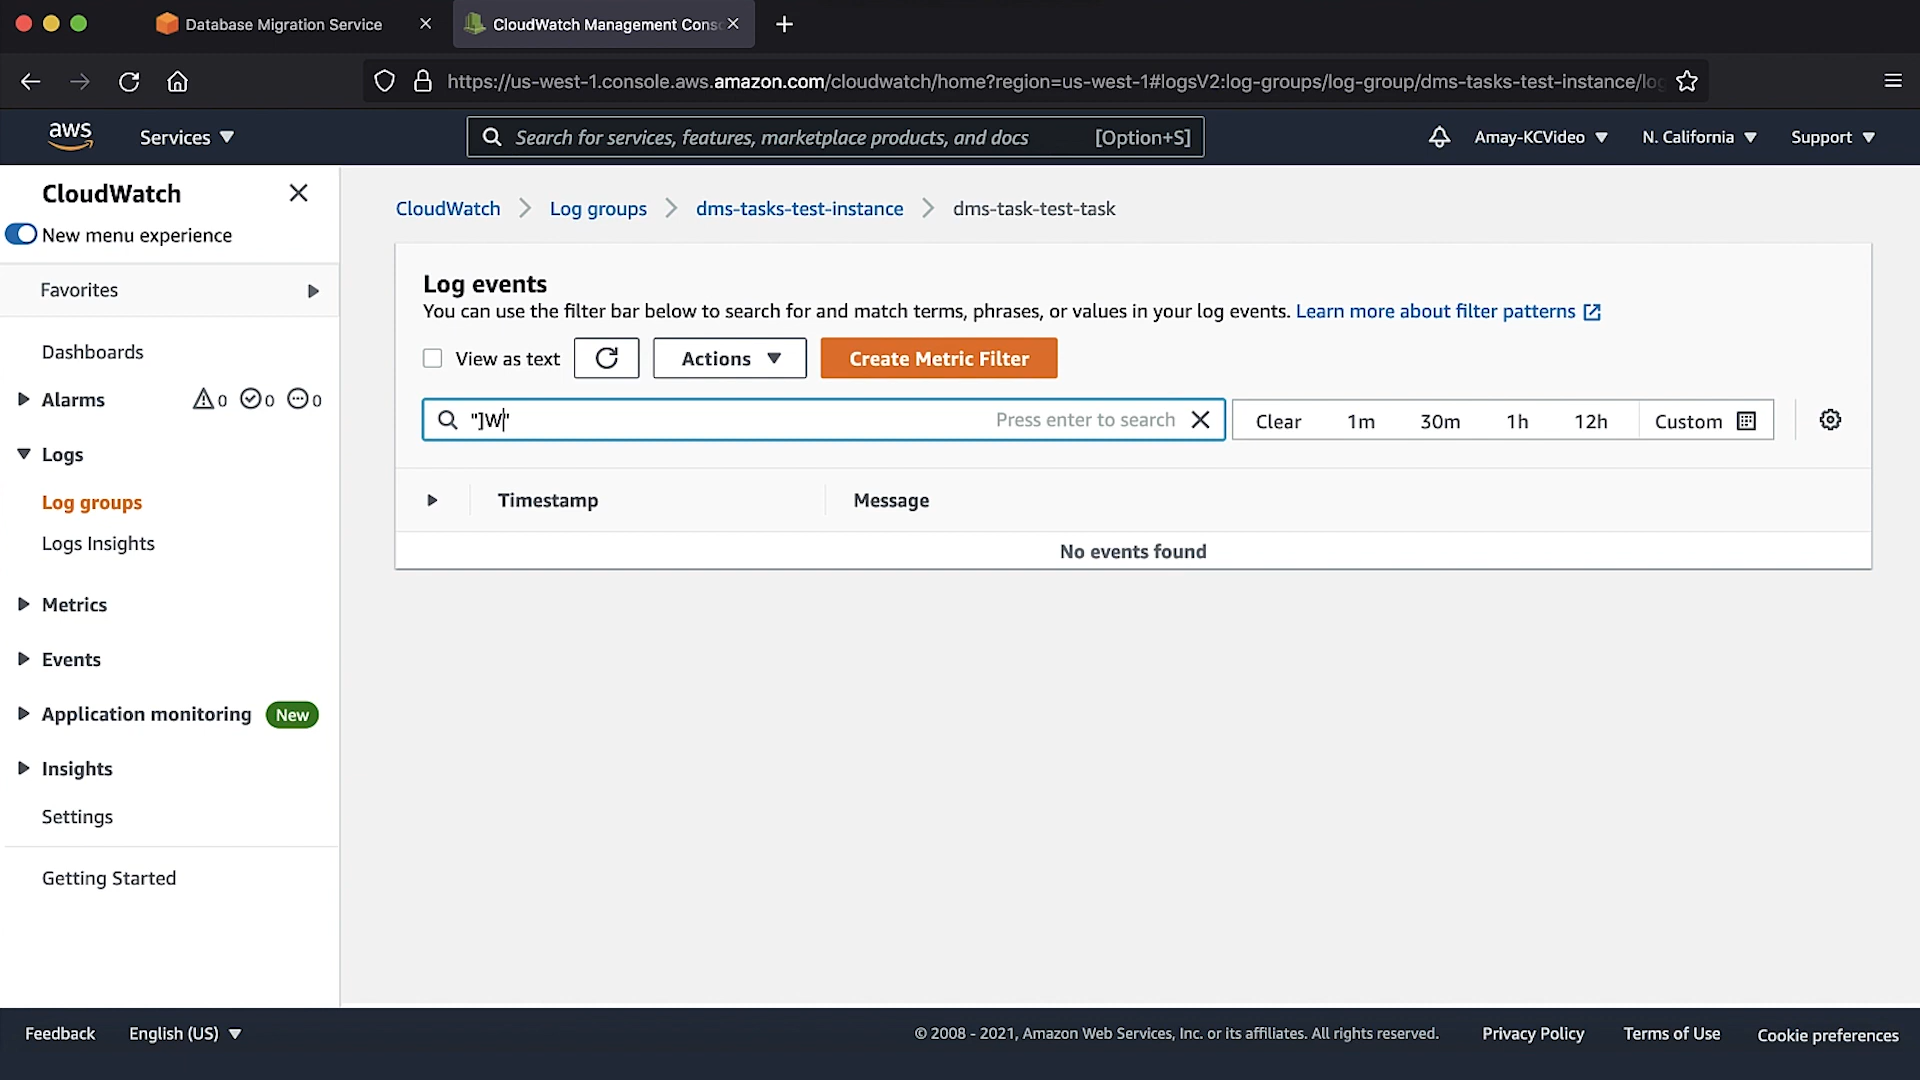 Database Migration Service
CloudWatch Management Cons
https://us-west-1.console.aws.amazon.com/cloudwatch/home?region=us-west-1#logsV2:log-groups/log-group/dms-tasks-test-instance/log
aws
Services
Search for services, features, marketplace products, and docs [Option+S]
Amay-KCVideo
N. California
Support
CloudWatch
New menu experience
Favorites
Dashboards
Alarms 0 0 0
Logs
Log groups
Logs Insights
Metrics
Events
Application monitoring New
Insights
Settings
Getting Started
CloudWatch > Log groups > dms-tasks-test-instance > dms-task-test-task
Log events
You can use the filter bar below to search for and match terms, phrases, or values in your log events. Learn more about filter patterns
View as text
Actions
Create Metric Filter
"]W" Press enter to search
Clear 1m 30m 1h 12h Custom
Timestamp Message
No events found
Feedback English (US)
© 2008 - 2021, Amazon Web Services, Inc. or its affiliates. All rights reserved. Privacy Policy Terms of Use Cookie preferences